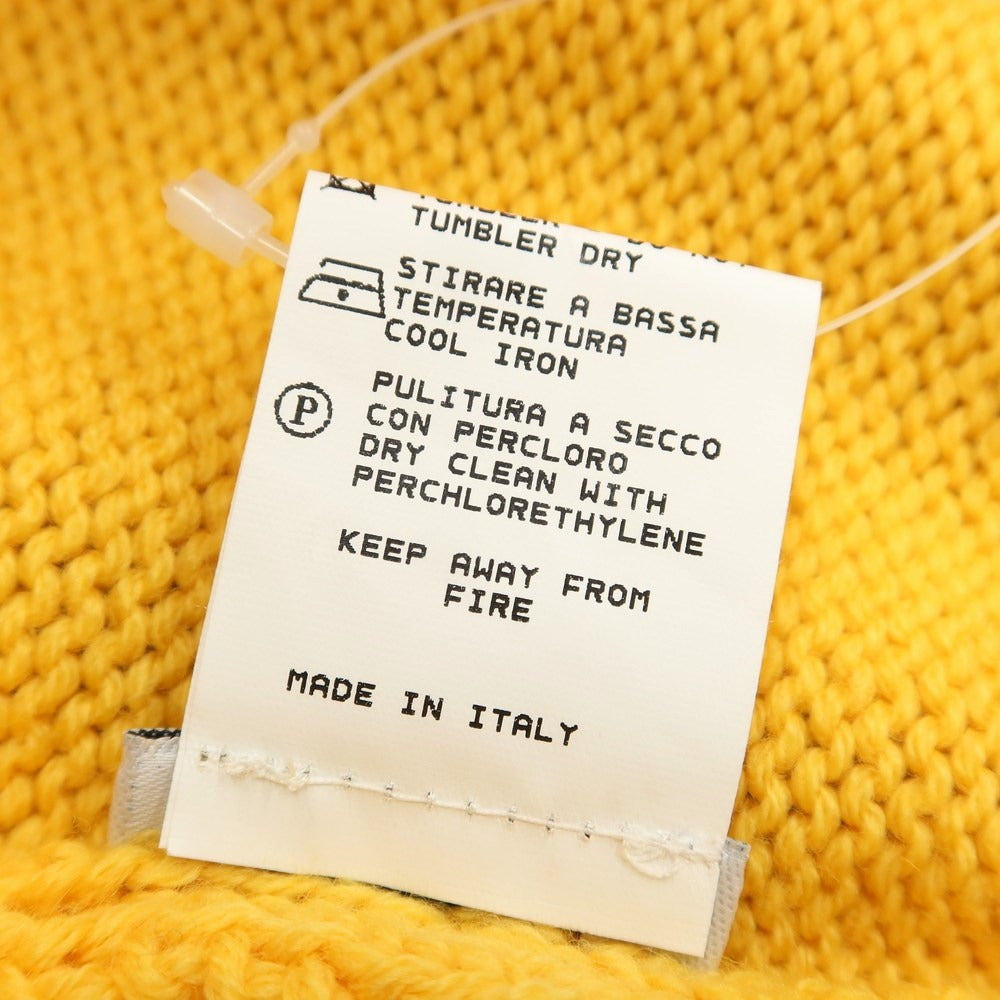 TUMBLER DRY
STIRARE A BASSA
TEMPERATURA
COOL IRON
P
PULITURA A SECCO
CON PERCLORO
DRY CLEAN WITH
PERCHLORETHYLENE
KEEP AWAY FROM
FIRE
MADE IN ITALY